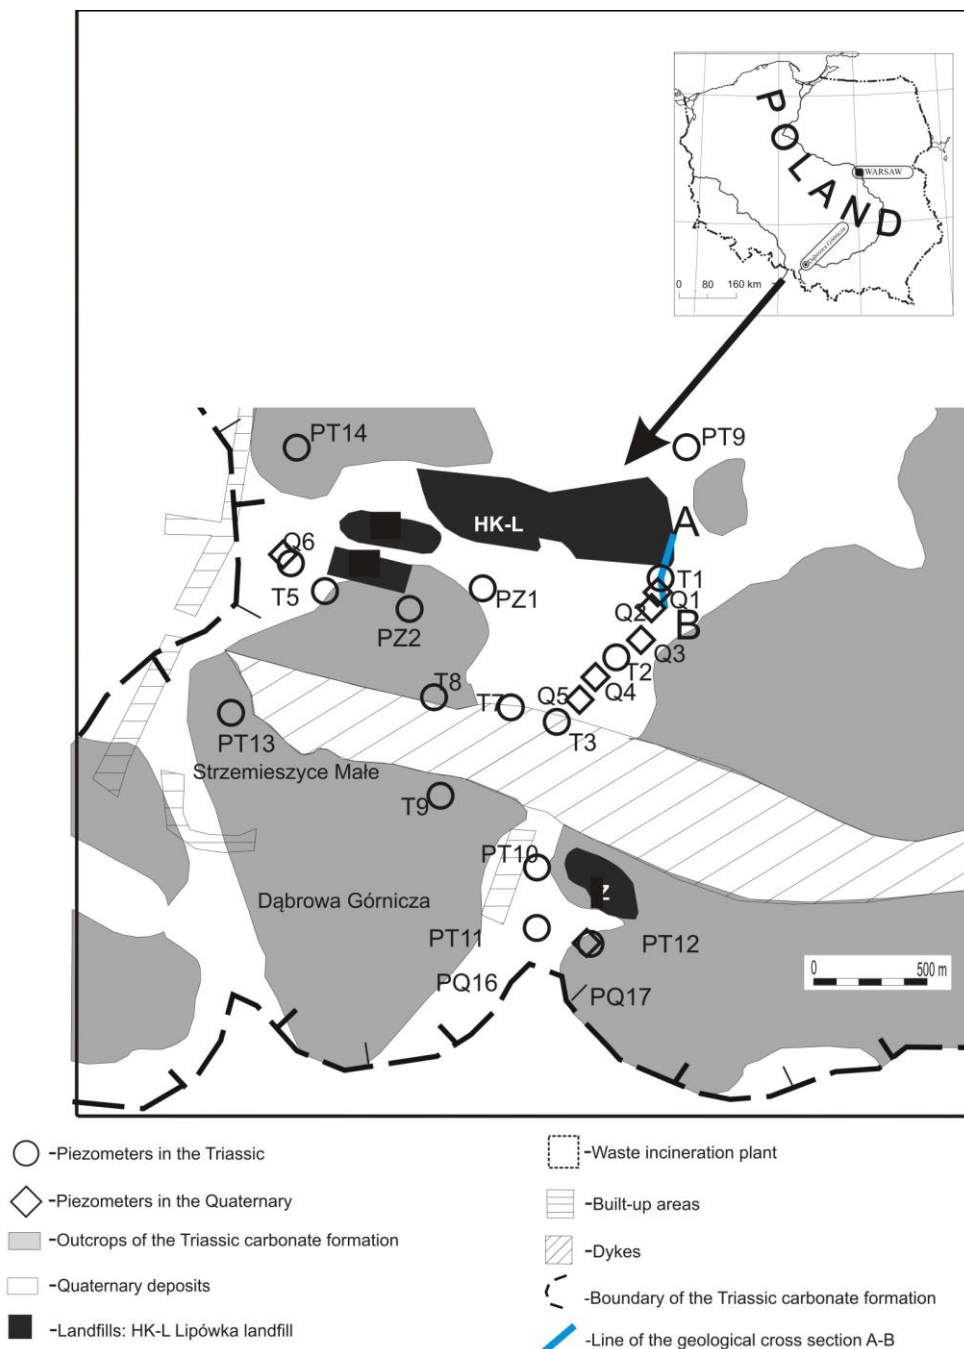 POLAND
WARSAW
Dąbrowa Górnicza
0 80 160 km
PT14
PT9
HK-L
A
Q6
T1
T5
PZ1
Q1
Q2
PZ2
B
Q3
T2
T8
Q4
Q5
T7
PT13
T3
Strzemieszyce Małe
T9
PT10
Z
Dąbrowa Górnicza
PT11
PT12
0 500 m
PQ16
PQ17
-Piezometers in the Triassic
-Piezometers in the Quaternary
-Outcrops of the Triassic carbonate formation
-Quaternary deposits
-Landfills: HK-L Lipówka landfill
-Waste incineration plant
-Built-up areas
-Dykes
-Boundary of the Triassic carbonate formation
-Line of the geological cross section A-B